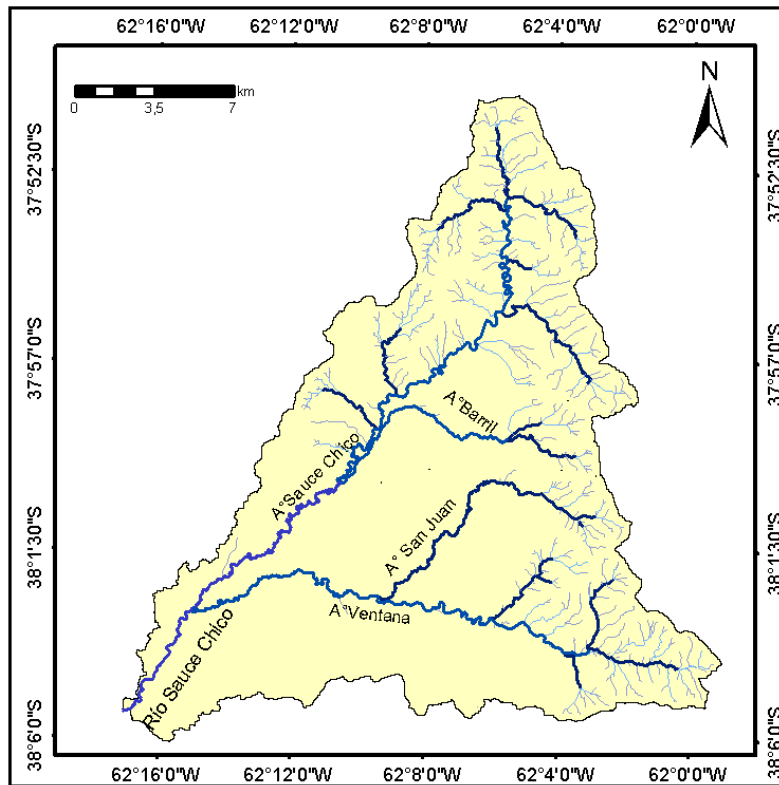 62°16'0"W 62°12'0"W 62°8'0"W 62°4'0"W 62°0'0"W
N
km
0 3,5 7
37°52'30"S 37°52'30"S
37°57'0"S 37°57'0"S
A°Barril
A°Sauce Chico
A° San Juan
38°1'30"S 38°1'30"S
A°Ventana
Río Sauce Chico
38°6'0"S 38°6'0"S
62°16'0"W 62°12'0"W 62°8'0"W 62°4'0"W 62°0'0"W